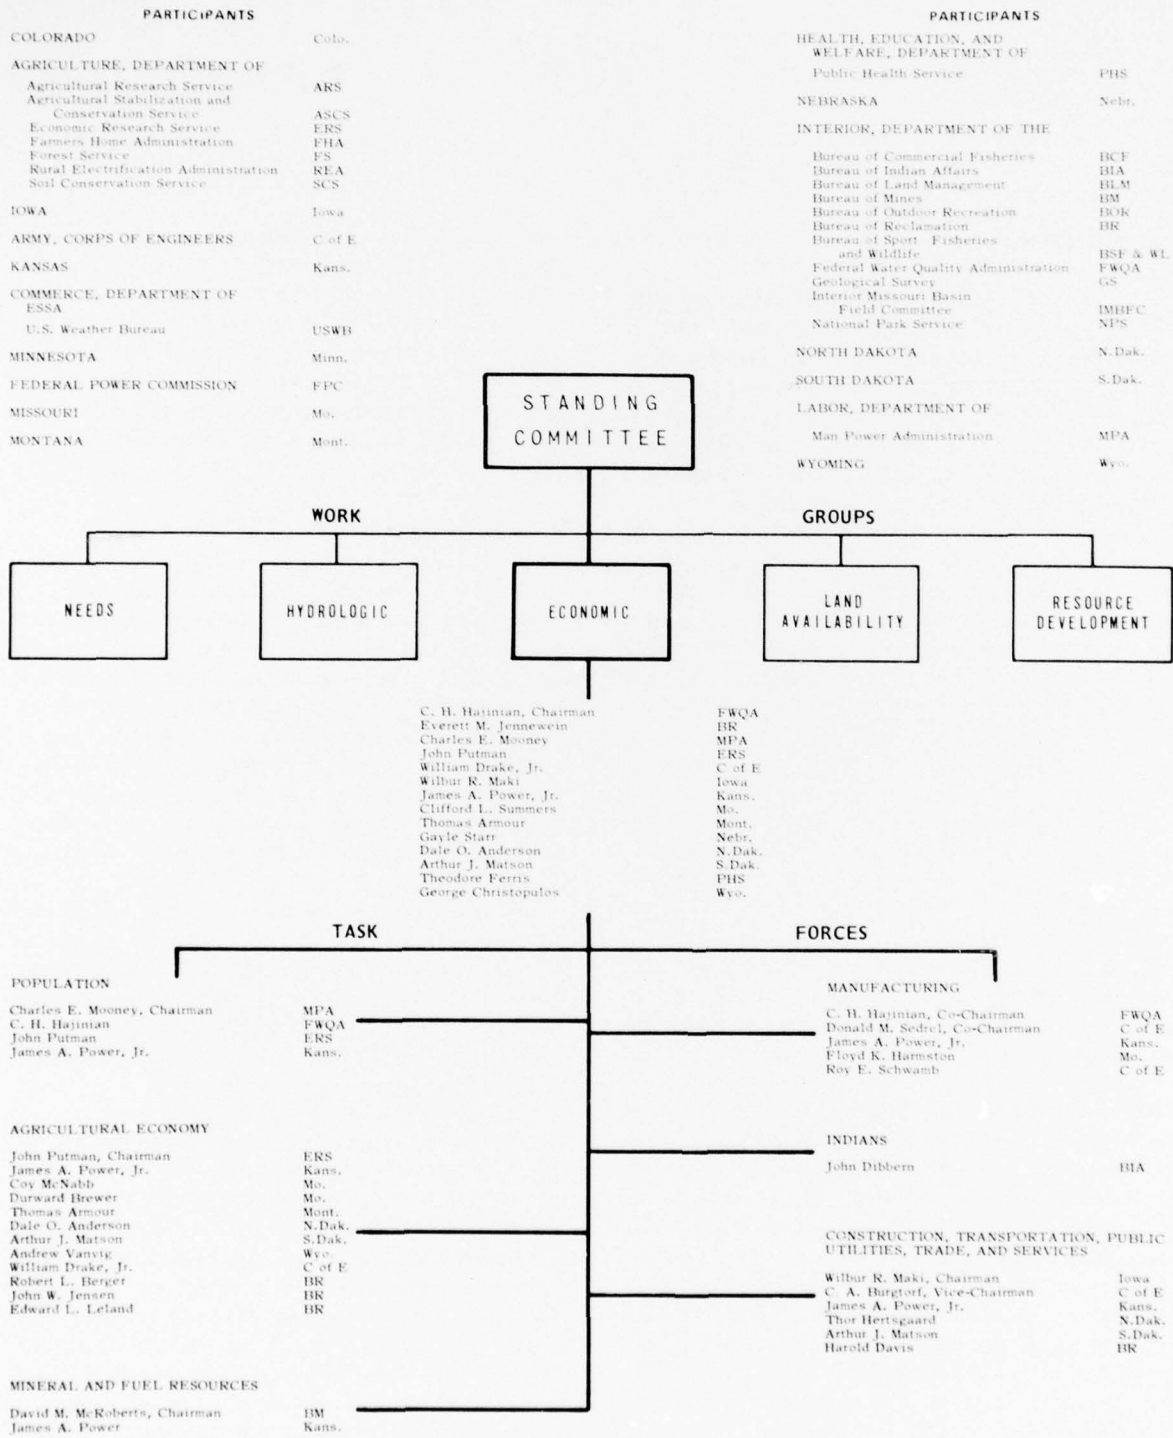 PARTICIPANTS
COLORADO Colo.
AGRICULTURE, DEPARTMENT OF
Agricultural Research Service ARS
Agricultural Stabilization and
Conservation Service ASCS
Economic Research Service ERS
Farmers Home Administration FHA
Forest Service FS
Rural Electrification Administration REA
Soil Conservation Service SCS
IOWA Iowa
ARMY, CORPS OF ENGINEERS C of E
KANSAS Kans.
COMMERCE, DEPARTMENT OF
ESSA
U.S. Weather Bureau USWB
MINNESOTA Minn.
FEDERAL POWER COMMISSION FPC
MISSOURI Mo.
MONTANA Mont.
PARTICIPANTS
HEALTH, EDUCATION, AND
WELFARE, DEPARTMENT OF
Public Health Service PHS
NEBRASKA Nebr.
INTERIOR, DEPARTMENT OF THE
Bureau of Commercial Fisheries BCF
Bureau of Indian Affairs BIA
Bureau of Land Management BLM
Bureau of Mines BM
Bureau of Outdoor Recreation BOR
Bureau of Reclamation BR
Bureau of Sport Fisheries
and Wildlife BSF & WL
Federal Water Quality Administration FWQA
Geological Survey GS
Interior Missouri Basin
Field Committee IMBFC
National Park Service NPS
NORTH DAKOTA N.Dak.
SOUTH DAKOTA S.Dak.
LABOR, DEPARTMENT OF
Man Power Administration MPA
WYOMING Wyo.
STANDING
COMMITTEE
WORK GROUPS
NEEDS
HYDROLOGIC
ECONOMIC
LAND
AVAILABILITY
RESOURCE
DEVELOPMENT
C. H. Hajinian, Chairman FWQA
Everett M. Jennewein BR
Charles E. Mooney MPA
John Putman ERS
William Drake, Jr. C of E
Wilbur R. Maki Iowa
James A. Power, Jr. Kans.
Clifford L. Summers Mo.
Thomas Armour Mont.
Gayle Starr Nebr.
Dale O. Anderson N.Dak.
Arthur J. Matson S.Dak.
Theodore Ferris PHS
George Christopulos Wyo.
TASK FORCES
POPULATION
Charles E. Mooney, Chairman MPA
C. H. Hajinian FWQA
John Putman ERS
James A. Power, Jr. Kans.
AGRICULTURAL ECONOMY
John Putman, Chairman ERS
James A. Power, Jr. Kans.
Coy McNabb Mo.
Durward Brewer Mo.
Thomas Armour Mont.
Dale O. Anderson N.Dak.
Arthur J. Matson S.Dak.
Andrew Vanvig Wyo.
William Drake, Jr. C of E
Robert L. Berger BR
John W. Jensen BR
Edward L. Leland BR
MINERAL AND FUEL RESOURCES
David M. McRoberts, Chairman BM
James A. Power Kans.
MANUFACTURING
C. H. Hajinian, Co-Chairman FWQA
Donald M. Sedrel, Co-Chairman C of E
James A. Power, Jr. Kans.
Floyd K. Harmston Mo.
Roy E. Schwamb C of E
INDIANS
John Dibbern BIA
CONSTRUCTION, TRANSPORTATION, PUBLIC
UTILITIES, TRADE, AND SERVICES
Wilbur R. Maki, Chairman Iowa
C. A. Burgtorf, Vice-Chairman C of E
James A. Power, Jr. Kans.
Thor Hertsgaard N.Dak.
Arthur J. Matson S.Dak.
Harold Davis BR